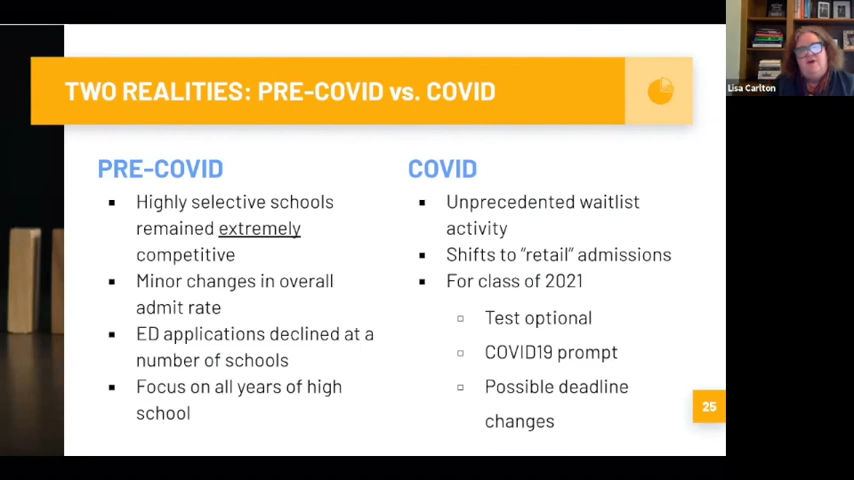 TWO REALITIES: PRE-COVID vs. COVID
Lisa Carlton
PRE-COVID
▪ Highly selective schools
remained extremely
competitive
▪ Minor changes in overall
admit rate
▪ ED applications declined at a
number of schools
▪ Focus on all years of high
school
COVID
▪ Unprecedented waitlist
activity
▪ Shifts to “retail” admissions
▪ For class of 2021
▫ Test optional
▫ COVID19 prompt
▫ Possible deadline
changes
25